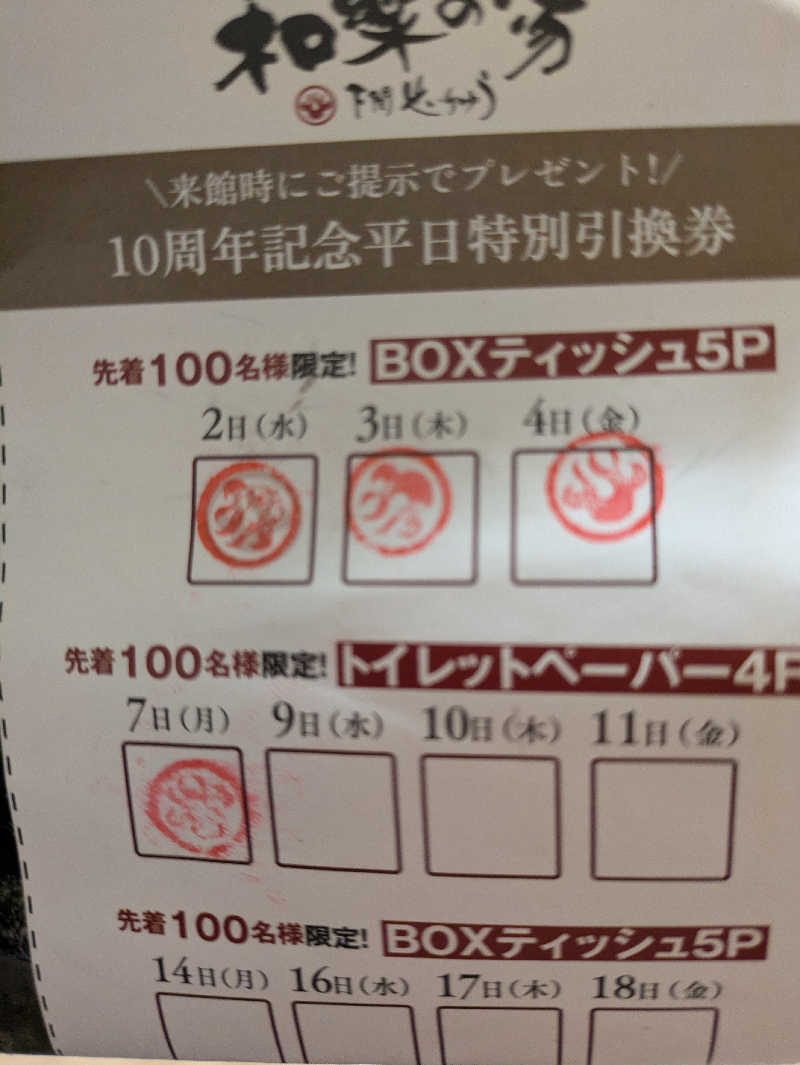 和楽の湯
下関せいりゅう
\来館時にご提示でプレゼント!/
10周年記念平日特別引換券
先着100名様限定! BOXティッシュ5P
2日(水) 3日(木) 4日(金)
先着100名様限定! トイレットペーパー4P
7日(月) 9日(水) 10日(木) 11日(金)
先着100名様限定! BOXティッシュ5P
14日(月) 16日(水) 17日(木) 18日(金)